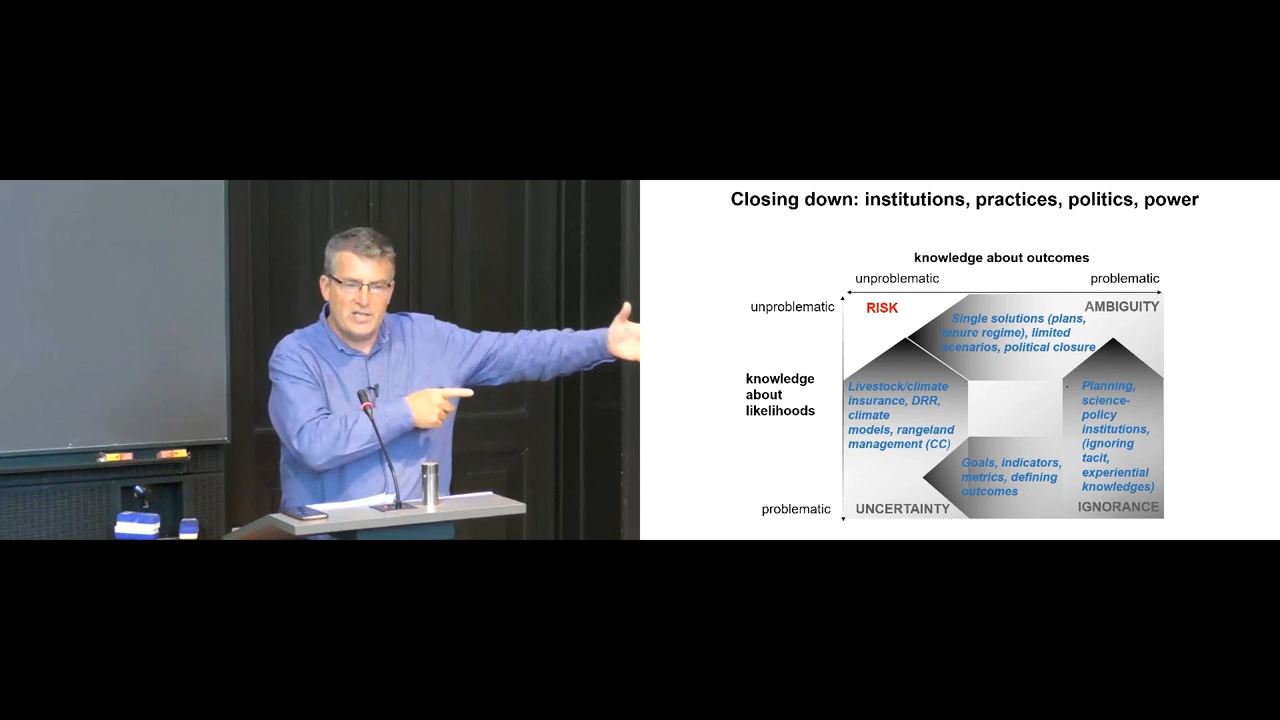 Closing down: institutions, practices, politics, power
knowledge about outcomes
unproblematic
problematic
unproblematic
RISK
AMBIGUITY
Single solutions (plans,
tenure regime), limited
scenarios, political closure
knowledge
about
likelihoods
Livestock/climate
insurance, DRR,
climate
models, rangeland
management (CC)
Planning,
science-
policy
institutions,
(ignoring
tacit,
experiential
knowledges)
Goals, indicators,
metrics, defining
outcomes
problematic
UNCERTAINTY
IGNORANCE